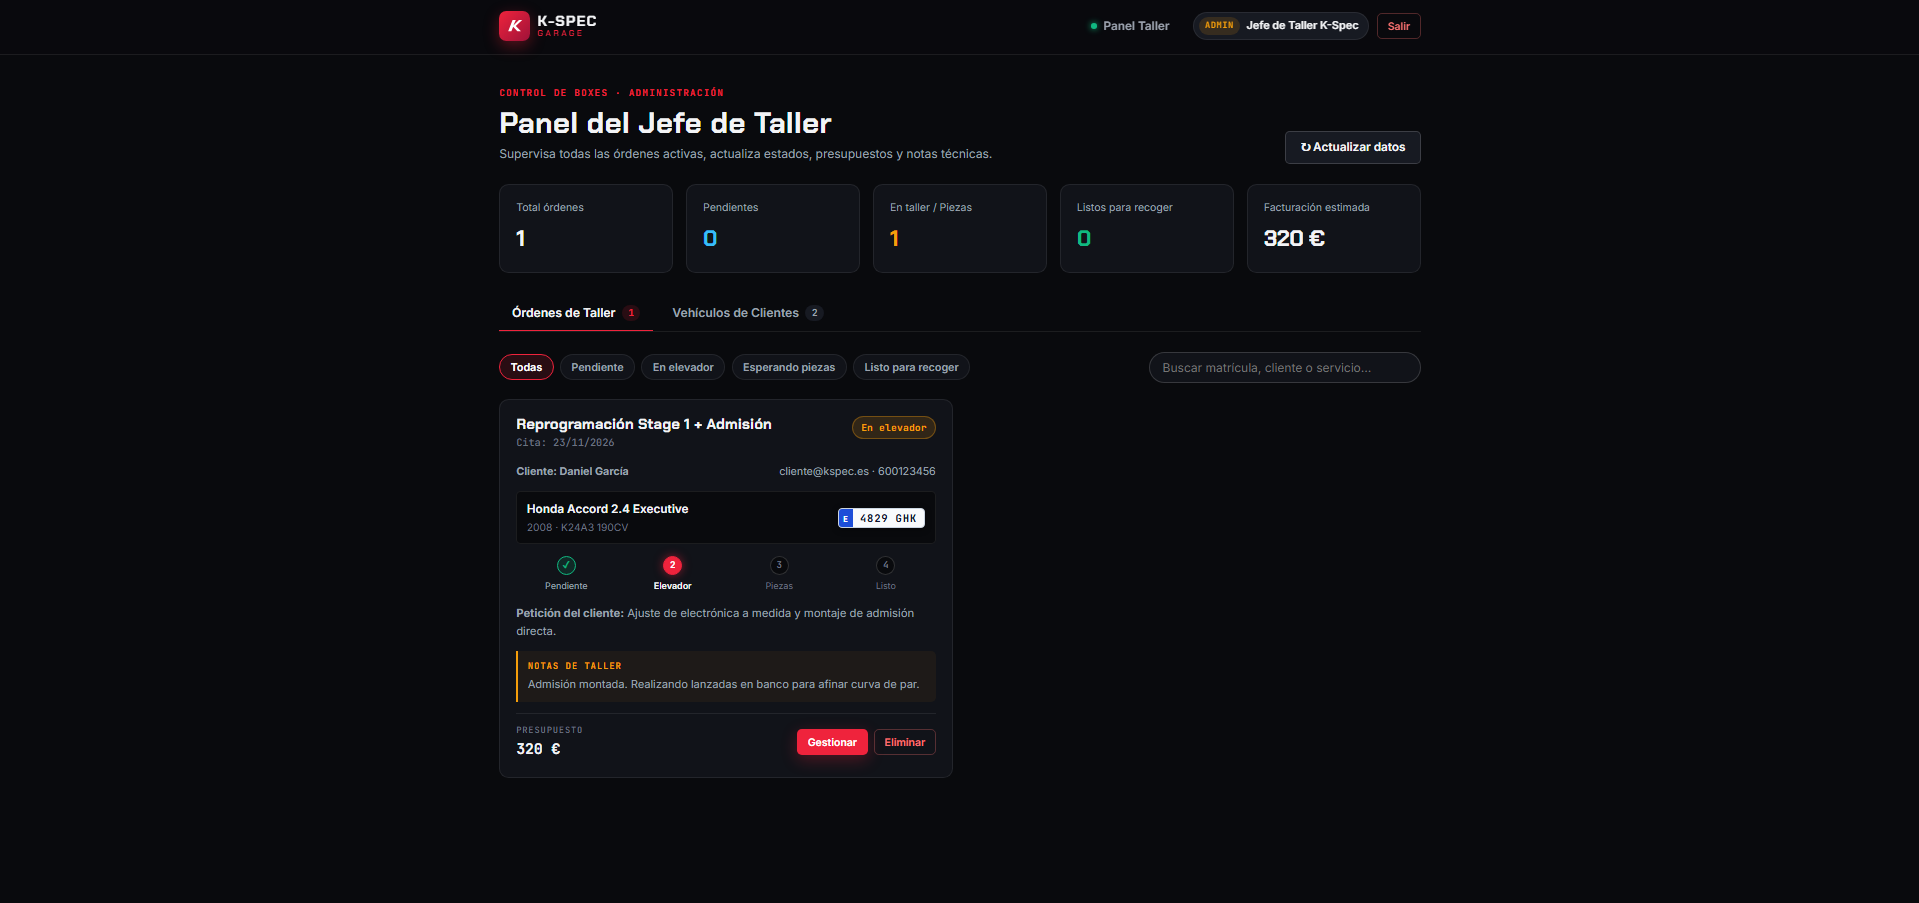 K
K-SPEC
GARAGE
Panel Taller
ADMIN Jefe de Taller K-Spec
Salir
CONTROL DE BOXES · ADMINISTRACIÓN
Panel del Jefe de Taller
Supervisa todas las órdenes activas, actualiza estados, presupuestos y notas técnicas.
↻ Actualizar datos
Total órdenes
1
Pendientes
0
En taller / Piezas
1
Listos para recoger
0
Facturación estimada
320 €
Órdenes de Taller 1
Vehículos de Clientes 2
Todas
Pendiente
En elevador
Esperando piezas
Listo para recoger
Buscar matrícula, cliente o servicio...
Reprogramación Stage 1 + Admisión
En elevador
Cita: 23/11/2026
Cliente: Daniel García
cliente@kspec.es · 600123456
Honda Accord 2.4 Executive
2008 · K24A3 190CV
E 4829 GHK
✓ 2 3 4
Pendiente Elevador Piezas Listo
Petición del cliente: Ajuste de electrónica a medida y montaje de admisión
directa.
NOTAS DE TALLER
Admisión montada. Realizando lanzadas en banco para afinar curva de par.
PRESUPUESTO
320 €
Gestionar
Eliminar